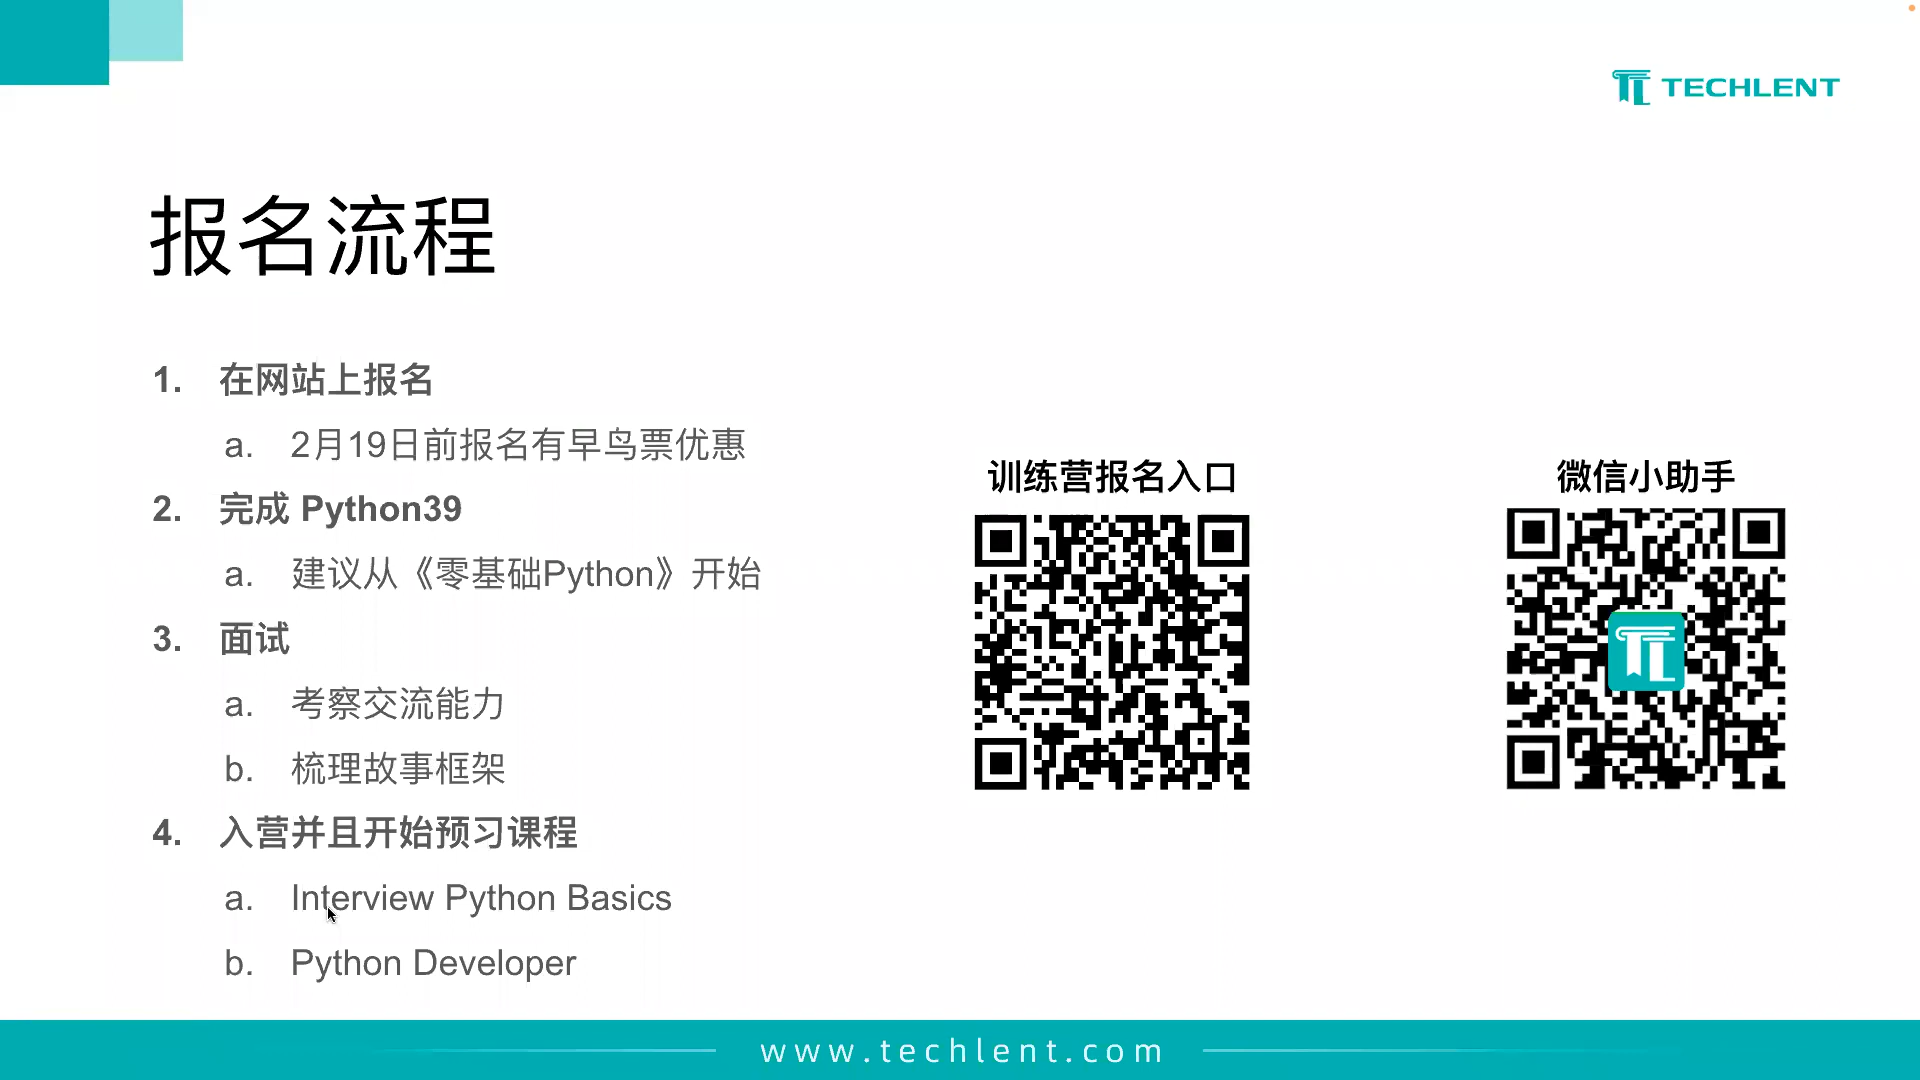 TECHLENT
报名流程
1. 在网站上报名
a. 2月19日前报名有早鸟票优惠
2. 完成 Python39
a. 建议从《零基础Python》开始
3. 面试
a. 考察交流能力
b. 梳理故事框架
4. 入营并且开始预习课程
a. Interview Python Basics
b. Python Developer
训练营报名入口
微信小助手
www.techlent.com